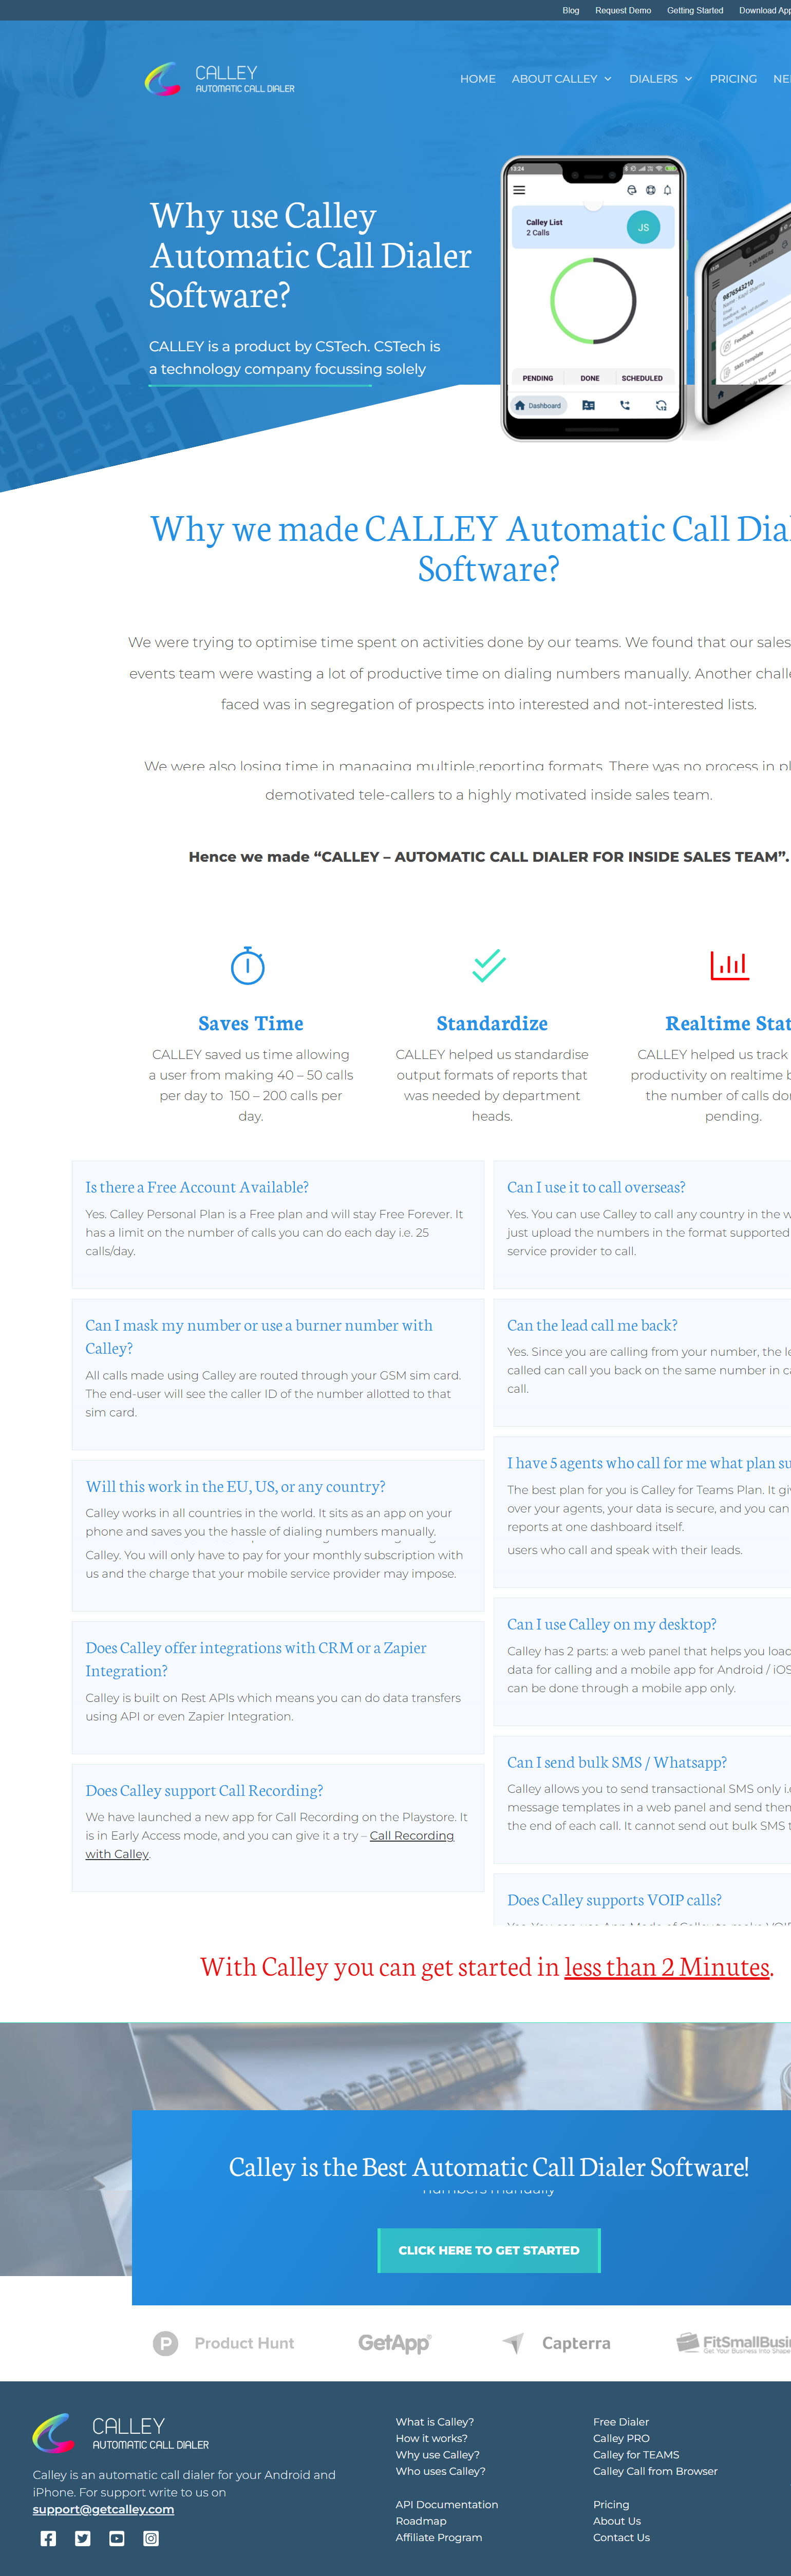 Blog Request Demo Getting Started Download App
CALLEY
AUTOMATIC CALL DIALER
HOME ABOUT CALLEY DIALERS PRICING
Why use Calley
Automatic Call Dialer
Software?
CALLEY is a product by CSTech. CSTech is
a technology company focussing solely
13:24
Calley List
2 Calls
JS
PENDING DONE SCHEDULED
Dashboard
9876543210
Feedback
SMS Template
Why we made CALLEY Automatic Call
Software?
We were trying to optimise time spent on activities done by our teams. We found that our sales
events team were wasting a lot of productive time on dialing numbers manually. Another
faced was in segregation of prospects into interested and not-interested lists.
We were also losing time in managing multiple reporting formats. There was no process in
demotivated tele-callers to a highly motivated inside sales team.
Hence we made “CALLEY – AUTOMATIC CALL DIALER FOR INSIDE SALES TEAM”.
Saves Time
CALLEY saved us time allowing
a user from making 40 – 50 calls
per day to 150 – 200 calls per
day.
Standardize
CALLEY helped us standardise
output formats of reports that
was needed by department
heads.
Realtime
CALLEY helped us track
productivity on realtime
the number of calls
pending.
Is there a Free Account Available?
Yes. Calley Personal Plan is a Free plan and will stay Free Forever. It
has a limit on the number of calls you can do each day i.e. 25
calls/day.
Can I mask my number or use a burner number with
Calley?
All calls made using Calley are routed through your GSM sim card.
The end-user will see the caller ID of the number allotted to that
sim card.
Will this work in the EU, US, or any country?
Calley works in all countries in the world. It sits as an app on your
phone and saves you the hassle of dialing numbers manually.
Calley. You will only have to pay for your monthly subscription with
us and the charge that your mobile service provider may impose.
Does Calley offer integrations with CRM or a Zapier
Integration?
Calley is built on Rest APIs which means you can do data transfers
using API or even Zapier Integration.
Does Calley support Call Recording?
We have launched a new app for Call Recording on the Playstore. It
is in Early Access mode, and you can give it a try – Call Recording
with Calley.
Can I use it to call overseas?
Yes. You can use Calley to call any country in the
just upload the numbers in the format supported
service provider to call.
Can the lead call me back?
Yes. Since you are calling from your number, the
called can call you back on the same number in
call.
I have 5 agents who call for me what plan
The best plan for you is Calley for Teams Plan. It
over your agents, your data is secure, and you can
reports at one dashboard itself.
users who call and speak with their leads.
Can I use Calley on my desktop?
Calley has 2 parts: a web panel that helps you load
data for calling and a mobile app for Android / iOS
can be done through a mobile app only.
Can I send bulk SMS / Whatsapp?
Calley allows you to send transactional SMS only
message templates in a web panel and send
the end of each call. It cannot send out bulk SMS
Does Calley supports VOIP calls?
Yes. You can use App Mode of Calley to make
With Calley you can get started in less than 2 Minutes.
Calley is the Best Automatic Call Dialer Software!
numbers manually
CLICK HERE TO GET STARTED
Product Hunt GetApp Capterra
Get Your Business Into Shape
CALLEY
AUTOMATIC CALL DIALER
Calley is an automatic call dialer for your Android and
iPhone. For support write to us on
support@getcalley.com
What is Calley?
How it works?
Why use Calley?
Who uses Calley?
API Documentation
Roadmap
Affiliate Program
Free Dialer
Calley PRO
Calley for TEAMS
Calley Call from Browser
Pricing
About Us
Contact Us